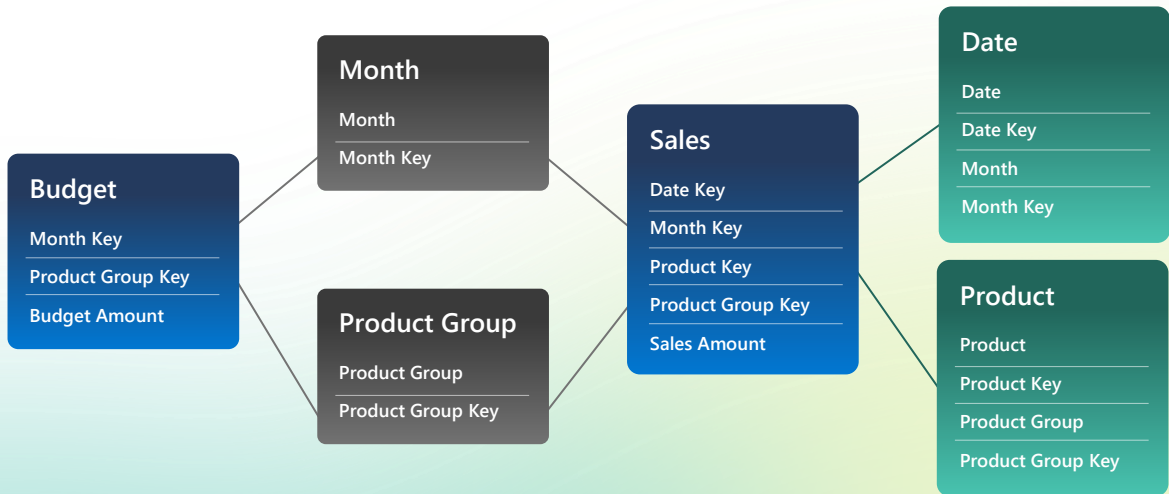 Budget
Month Key
Product Group Key
Budget Amount
Month
Month
Month Key
Product Group
Product Group
Product Group Key
Sales
Date Key
Month Key
Product Key
Product Group Key
Sales Amount
Date
Date
Date Key
Month
Month Key
Product
Product
Product Key
Product Group
Product Group Key